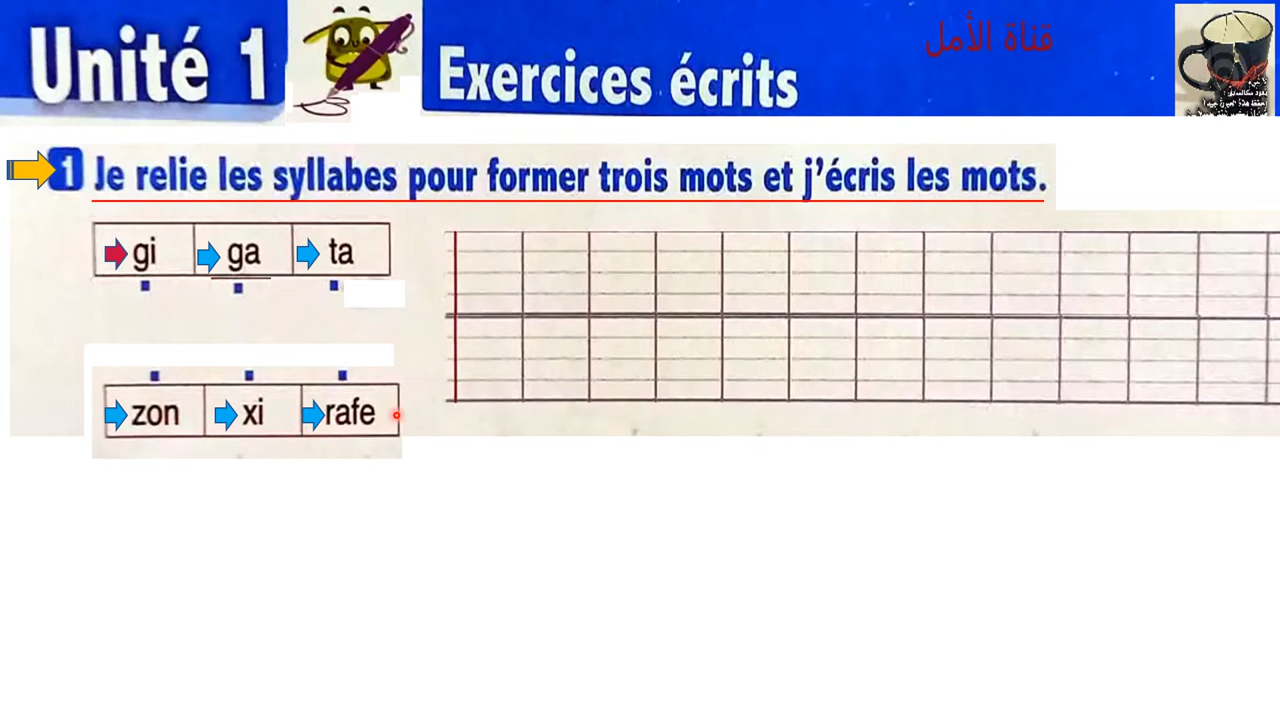 Unité 1
Exercices écrits
قناة الأمل
1 Je relie les syllabes pour former trois mots et j'écris les mots.
gi ga ta
zon xi rafe